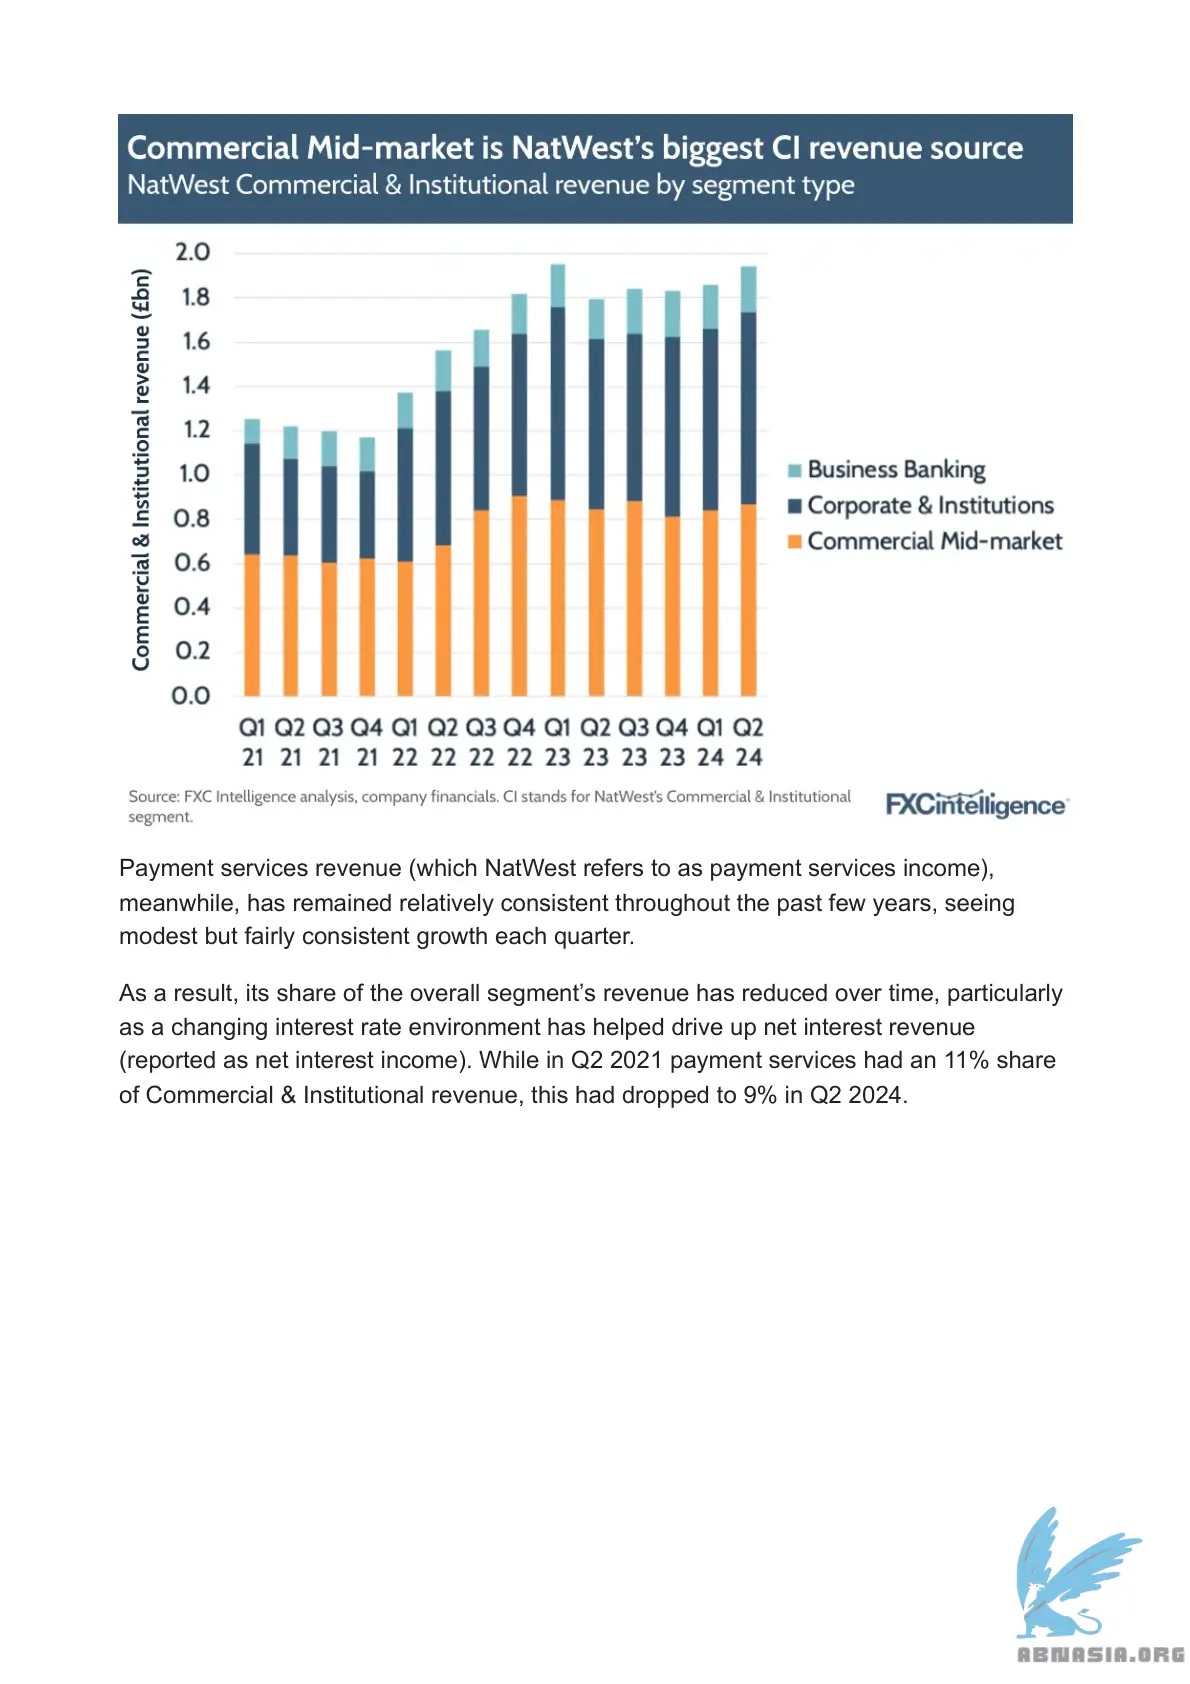 Commercial Mid-market is NatWest's biggest CI revenue source
NatWest Commercial & Institutional revenue by segment type
Commercial & Institutional revenue (£bn)
2.0
1.8
1.6
1.4
1.2
1.0
0.8
0.6
0.4
0.2
0.0
Q1 Q2 Q3 Q4 Q1 Q2 Q3 Q4 Q1 Q2 Q3 Q4 Q1 Q2
21 21 21 21 22 22 22 22 23 23 23 23 24 24
Business Banking
Corporate & Institutions
Commercial Mid-market
Source: FXC Intelligence analysis, company financials. CI stands for NatWest's Commercial & Institutional
segment.
FXCintelligence™
Payment services revenue (which NatWest refers to as payment services income),
meanwhile, has remained relatively consistent throughout the past few years, seeing
modest but fairly consistent growth each quarter.
As a result, its share of the overall segment’s revenue has reduced over time, particularly
as a changing interest rate environment has helped drive up net interest revenue
(reported as net interest income). While in Q2 2021 payment services had an 11% share
of Commercial & Institutional revenue, this had dropped to 9% in Q2 2024.
ABNASIA.ORG